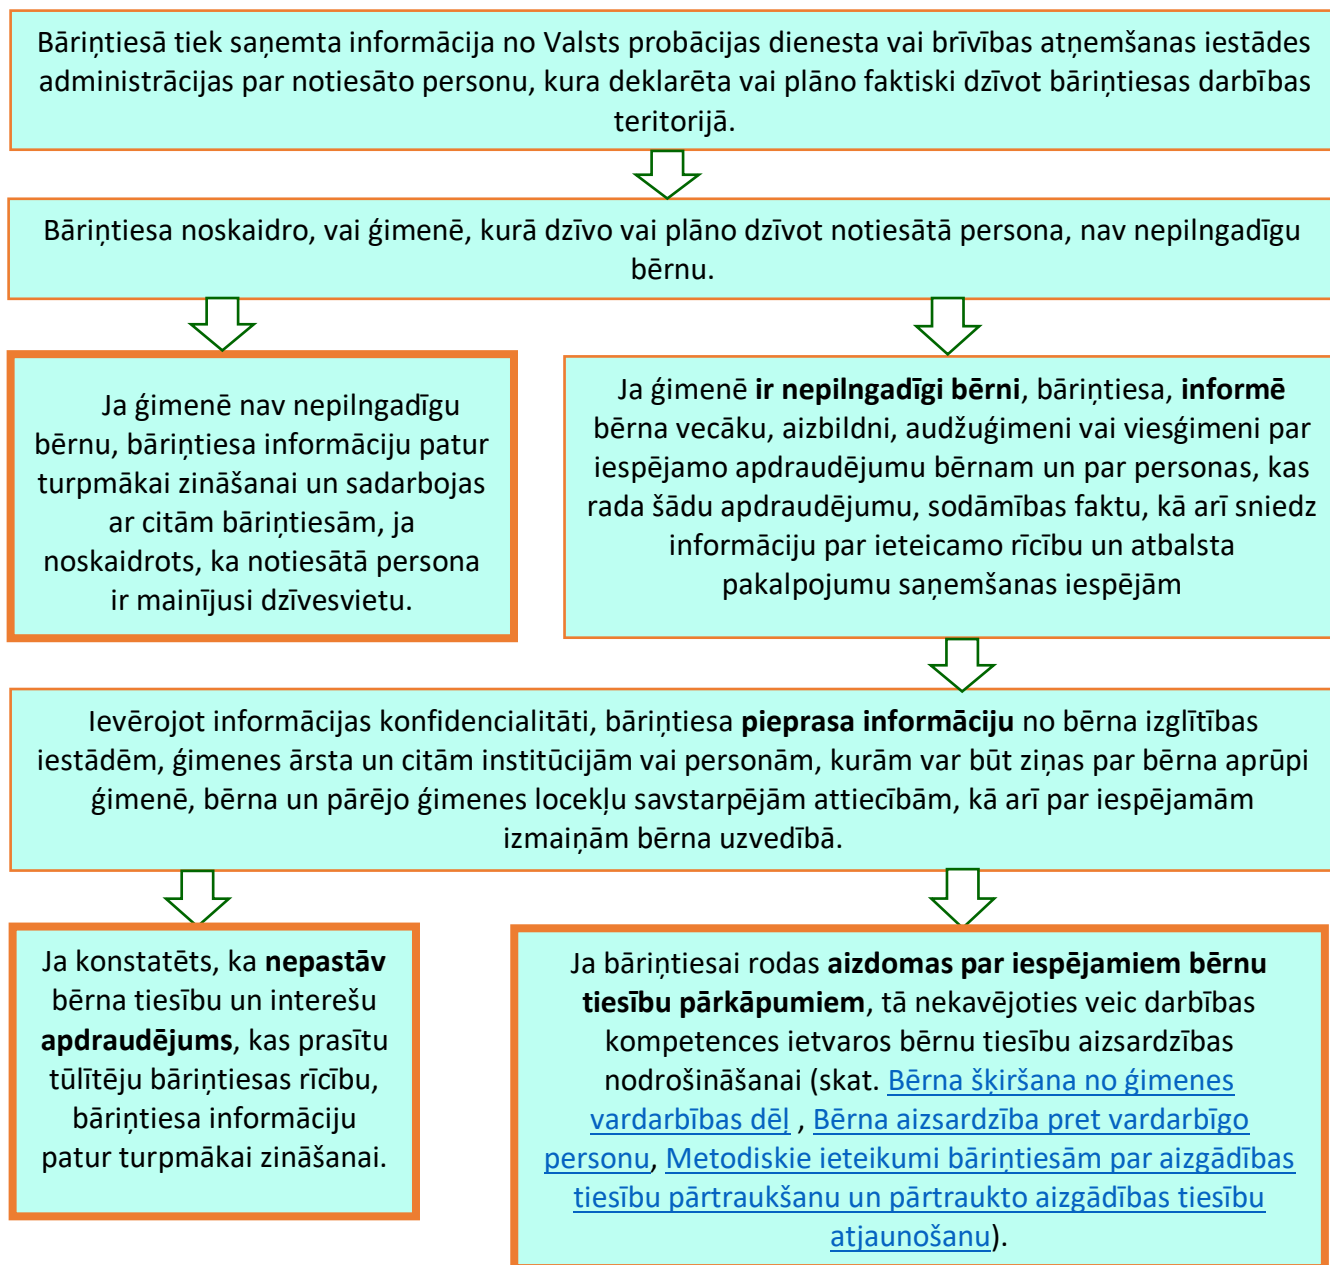 Bāriņtiesā tiek saņemta informācija no Valsts probācijas dienesta vai brīvības atņemšanas iestādes
administrācijas par notiesāto personu, kura deklarēta vai plāno faktiski dzīvot bāriņtiesas darbības
teritorijā.
Bāriņtiesa noskaidro, vai ģimenē, kurā dzīvo vai plāno dzīvot notiesātā persona, nav nepilngadīgu
bērnu.
Ja ģimenē nav nepilngadīgu
bērnu, bāriņtiesa informāciju patur
turpmākai zināšanai un sadarbojas
ar citām bāriņtiesām, ja
noskaidrots, ka notiesātā persona
ir mainījusi dzīvesvietu.
Ja ģimenē ir nepilngadīgi bērni, bāriņtiesa, informē
bērna vecāku, aizbildni, audžuģimeni vai viesģimeni par
iespējamo apdraudējumu bērnam un par personas, kas
rada šādu apdraudējumu, sodāmības faktu, kā arī sniedz
informāciju par ieteicamo rīcību un atbalsta
pakalpojumu saņemšanas iespējām
Ievērojot informācijas konfidencialitāti, bāriņtiesa pieprasa informāciju no bērna izglītības
iestādēm, ģimenes ārsta un citām institūcijām vai personām, kurām var būt ziņas par bērna aprūpi
ģimenē, bērna un pārējo ģimenes locekļu savstarpējām attiecībām, kā arī par iespējamām
izmaiņām bērna uzvedībā.
Ja konstatēts, ka nepastāv
bērna tiesību un interešu
apdraudējums, kas prasītu
tūlītēju bāriņtiesas rīcību,
bāriņtiesa informāciju
patur turpmākai zināšanai.
Ja bāriņtiesai rodas aizdomas par iespējamiem bērnu
tiesību pārkāpumiem, tā nekavējoties veic darbības
kompetences ietvaros bērnu tiesību aizsardzības
nodrošināšanai (skat. Bērna šķiršana no ģimenes
vardarbības dēļ , Bērna aizsardzība pret vardarbīgo
personu, Metodiskie ieteikumi bāriņtiesām par aizgādības
tiesību pārtraukšanu un pārtraukto aizgādības tiesību
atjaunošanu).